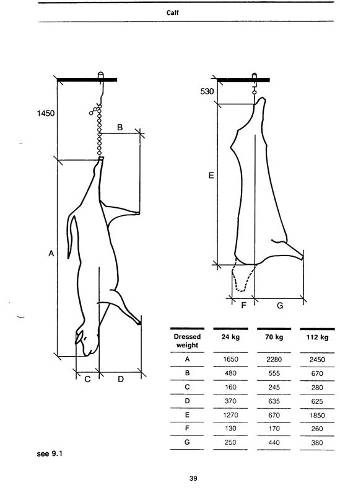 Calf
1450
530
B
E
A
F G
C D
Dressed weight 24 kg 70 kg 112 kg
A 1650 2280 2450
B 480 555 670
C 160 245 280
D 370 635 625
E 1270 670 1850
F 130 170 260
G 250 440 380
see 9.1
39